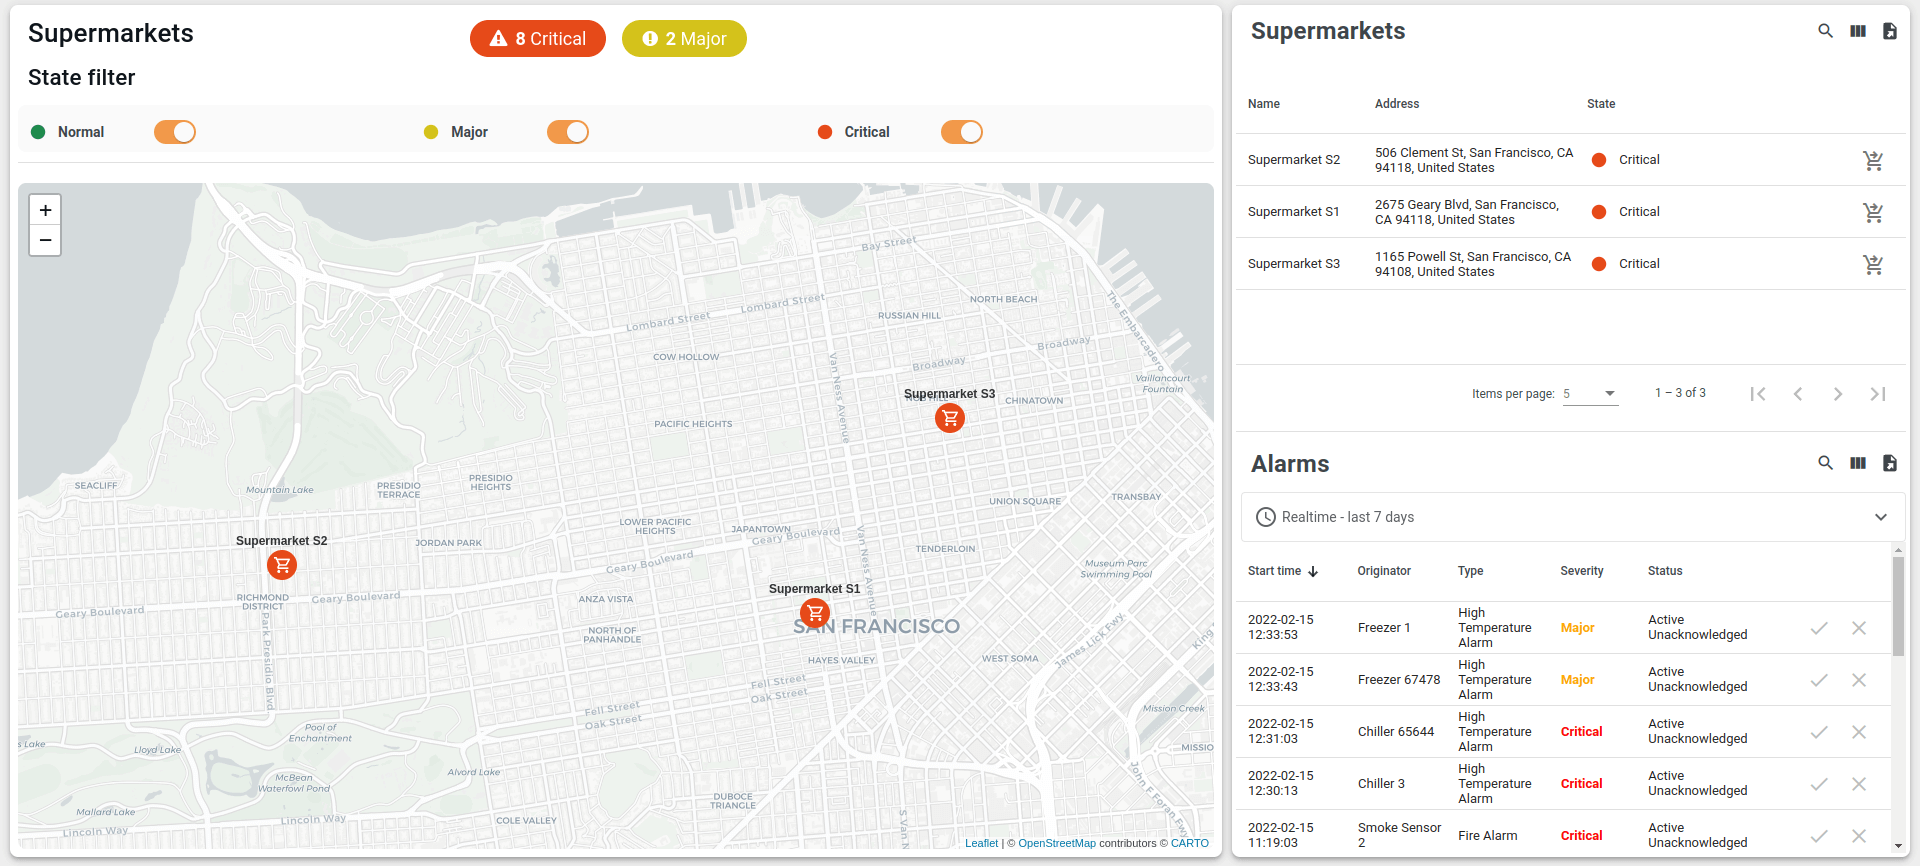 Supermarkets
8 Critical
2 Major
State filter
Normal
Major
Critical
+
−
Bay Street
NORTH BEACH
The Embarcadero
Lombard Street
Lombard Street
RUSSIAN HILL
Broadway
COW HOLLOW
Broadway
Van Ness Avenue
Vaillancourt
Fountain
Supermarket S3
CHINATOWN
PACIFIC HEIGHTS
SEACLIFF
Mountain Lake
PRESIDIO
TERRACE
PRESIDIO
HEIGHTS
UNION SQUARE
TRANSBAY
LOWER PACIFIC
HEIGHTS
JAPANTOWN
Geary Boulevard
Van Ness Avenue
Supermarket S2
JORDAN PARK
Geary Boulevard
TENDERLOIN
Museum Parc
Swimming Pool
Supermarket S1
RICHMOND
DISTRICT
Geary Boulevard
Geary Boulevard
ANZA VISTA
Park Presidio Blvd
NORTH OF
PANHANDLE
SAN FRANCISCO
James Lick Fwy.
King
HAYES VALLEY
WEST SOMA
Fell Street
Oak Street
Fell Street
Oak Street
Mission Creek
Pool of
Enchantment
s Lake
Lloyd Lake
MISSIO
Alvord Lake
McBean
Waterfowl Pond
John F Foran Fwy.
DUBOCE
TRIANGLE
Mallard Lake
Lincoln Way
Lincoln Way
COLE VALLEY
S Van N
Leaflet | © OpenStreetMap contributors © CARTO
Supermarkets
Name Address State
Supermarket S2 506 Clement St, San Francisco, CA
94118, United States Critical
Supermarket S1 2675 Geary Blvd, San Francisco,
CA 94118, United States Critical
Supermarket S3 1165 Powell St, San Francisco, CA
94108, United States Critical
Items per page: 5 1 – 3 of 3
Alarms
Realtime - last 7 days
Start time Originator Type Severity Status
2022-02-15
12:33:53
Freezer 1
High
Temperature
Alarm
Major
Active
Unacknowledged
2022-02-15
12:33:43
Freezer 67478
High
Temperature
Alarm
Major
Active
Unacknowledged
2022-02-15
12:31:03
Chiller 65644
High
Temperature
Alarm
Critical
Active
Unacknowledged
2022-02-15
12:30:13
Chiller 3
High
Temperature
Alarm
Critical
Active
Unacknowledged
2022-02-15
11:19:03
Smoke Sensor
2
Fire Alarm
Critical
Active
Unacknowledged